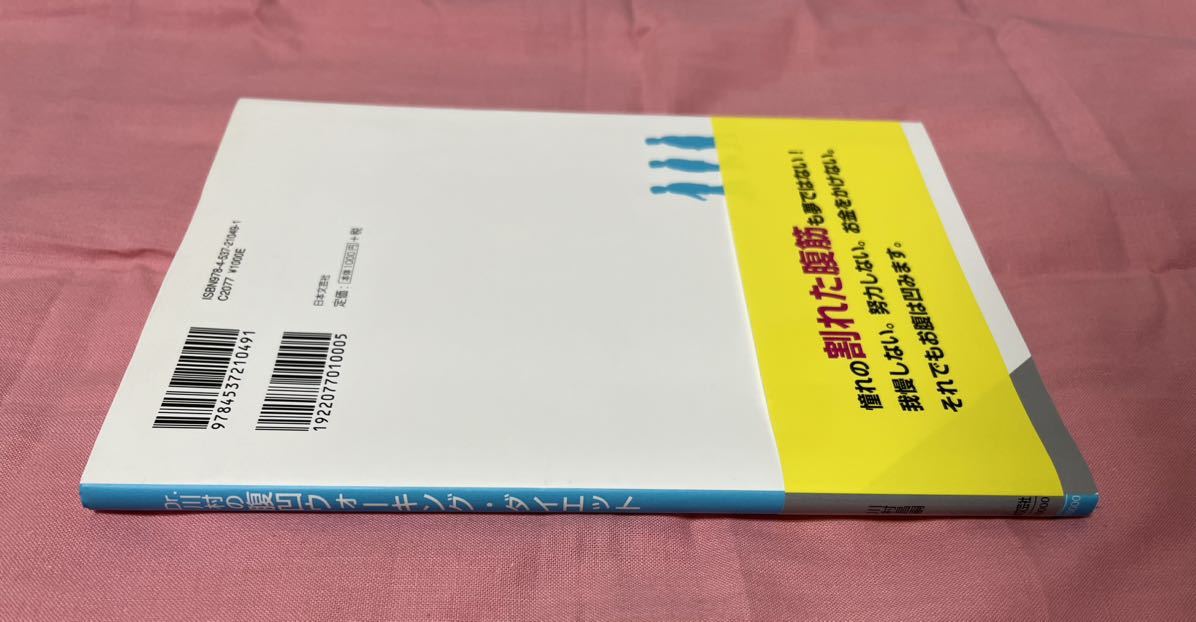 ISBN978-4-537-21049-1
C2077 ¥1000E
日本文芸社
定価：本体1000円+税
9784537210491
1922077010005
憧れの割れた腹筋も夢ではない！
我慢しない。努力しない。お金をかけない。
それでもお腹は凹みます。
Dr.川村の腹凹ウォーキング・ダイエット
川村昌嗣